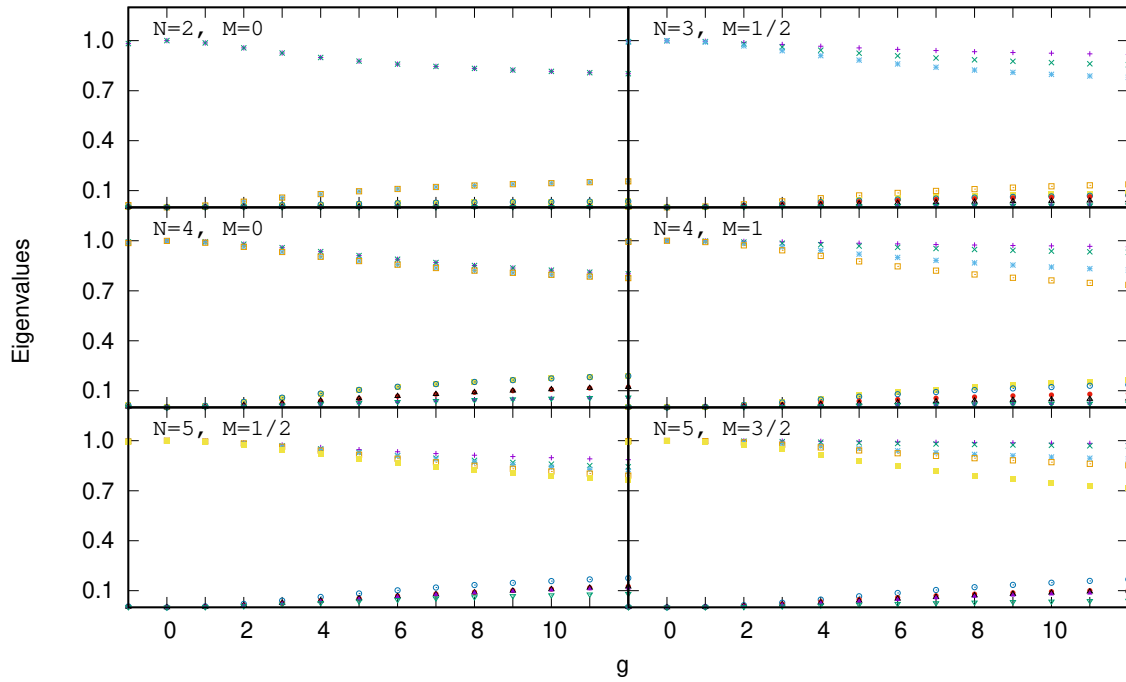 N=2, M=0
N=3, M=1/2
1.0
0.7
0.4
0.1
N=4, M=0
N=4, M=1
1.0
0.7
0.4
0.1
N=5, M=1/2
N=5, M=3/2
1.0
0.7
0.4
0.1
Eigenvalues
0 2 4 6 8 10 0 2 4 6 8 10
g